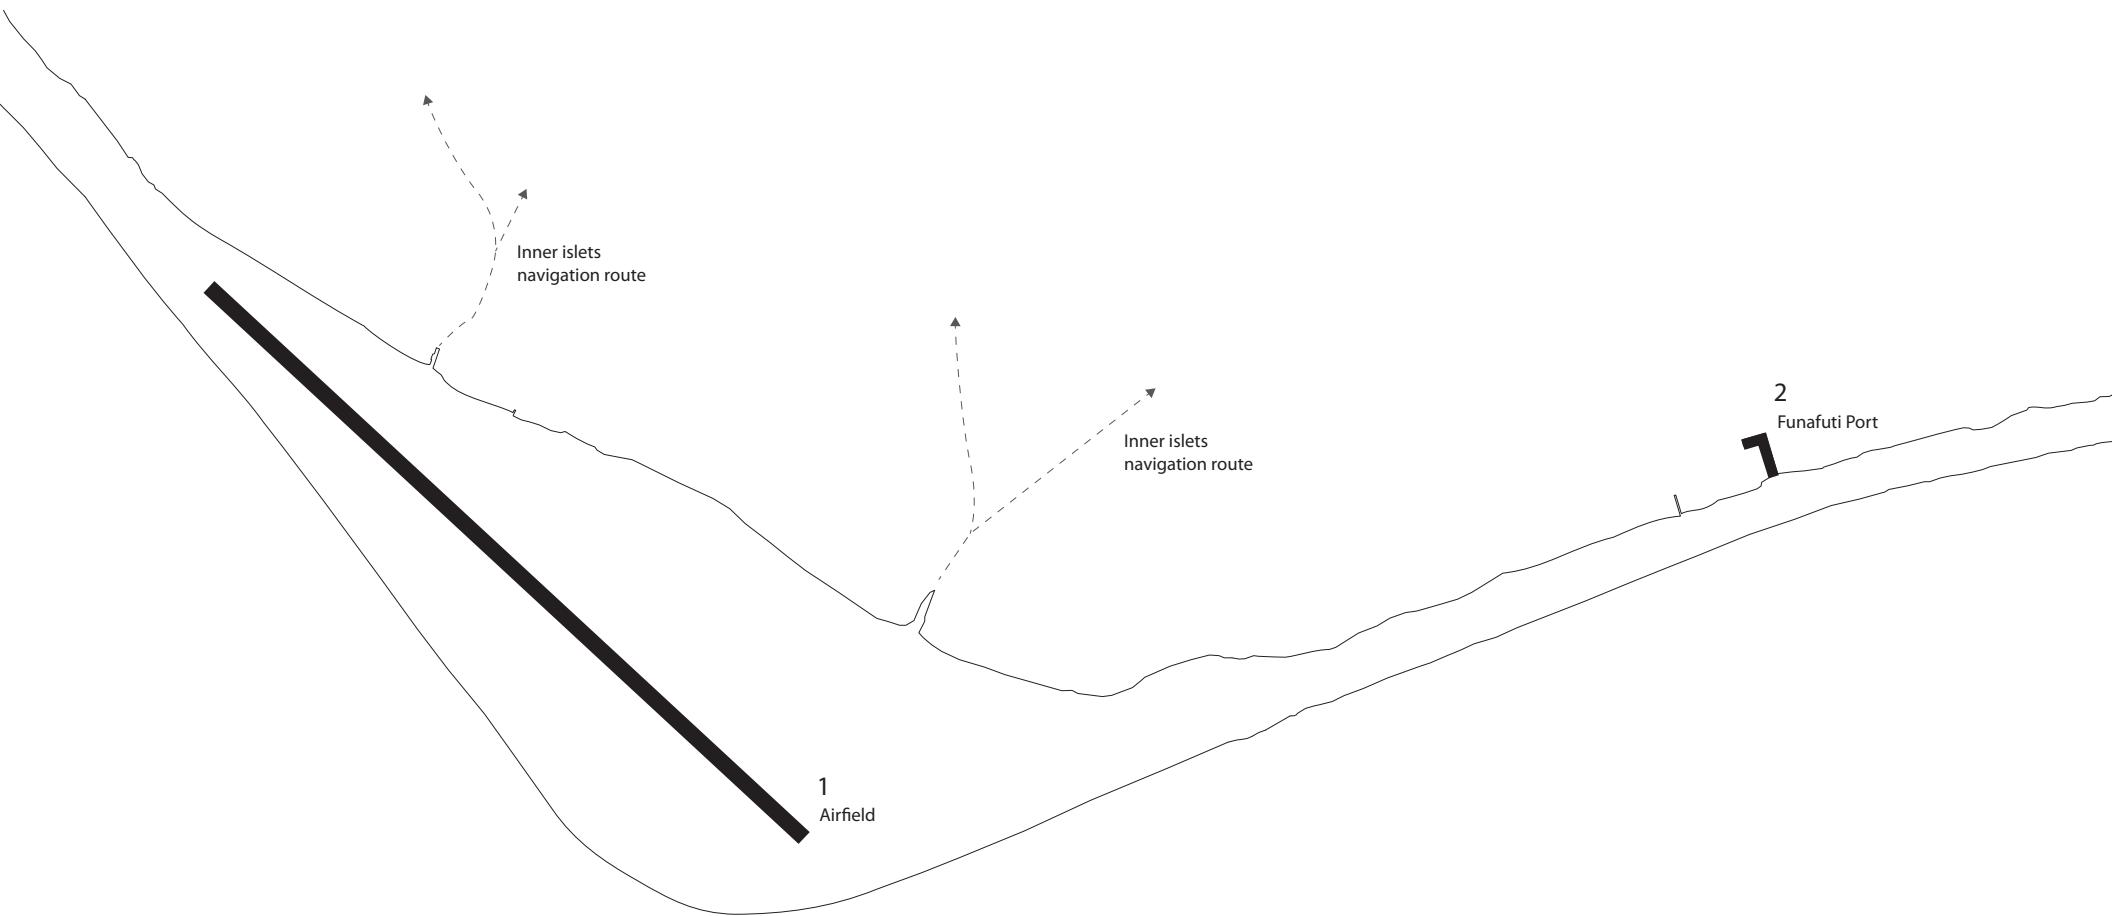 Inner islets
navigation route
2
Funafuti Port
Inner islets
navigation route
1
Airfield